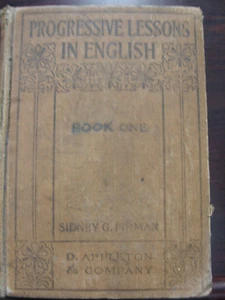 PROGRESSIVE LESSONS
IN ENGLISH
BOOK ONE
SIDNEY G. FIRMAN
D. APPLETON
& COMPANY